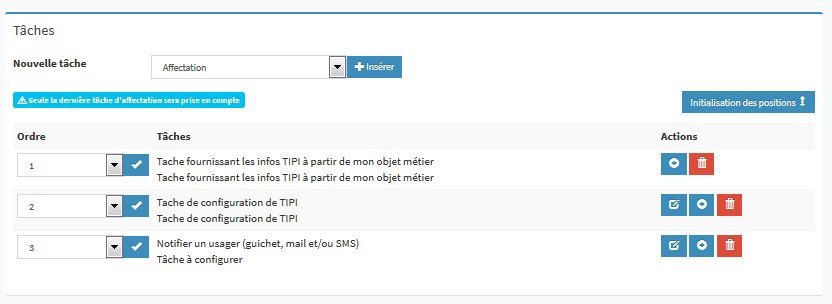 Tâches
Nouvelle tâche
Affectation
Insérer
Seule la dernière tâche d'affectation sera prise en compte
Initialisation des positions
Ordre Tâches Actions
1
Tache fournissant les infos TIPI à partir de mon objet métier
Tache fournissant les infos TIPI à partir de mon objet métier
2
Tache de configuration de TIPI
Tache de configuration de TIPI
3
Notifier un usager (guichet, mail et/ou SMS)
Tâche à configurer